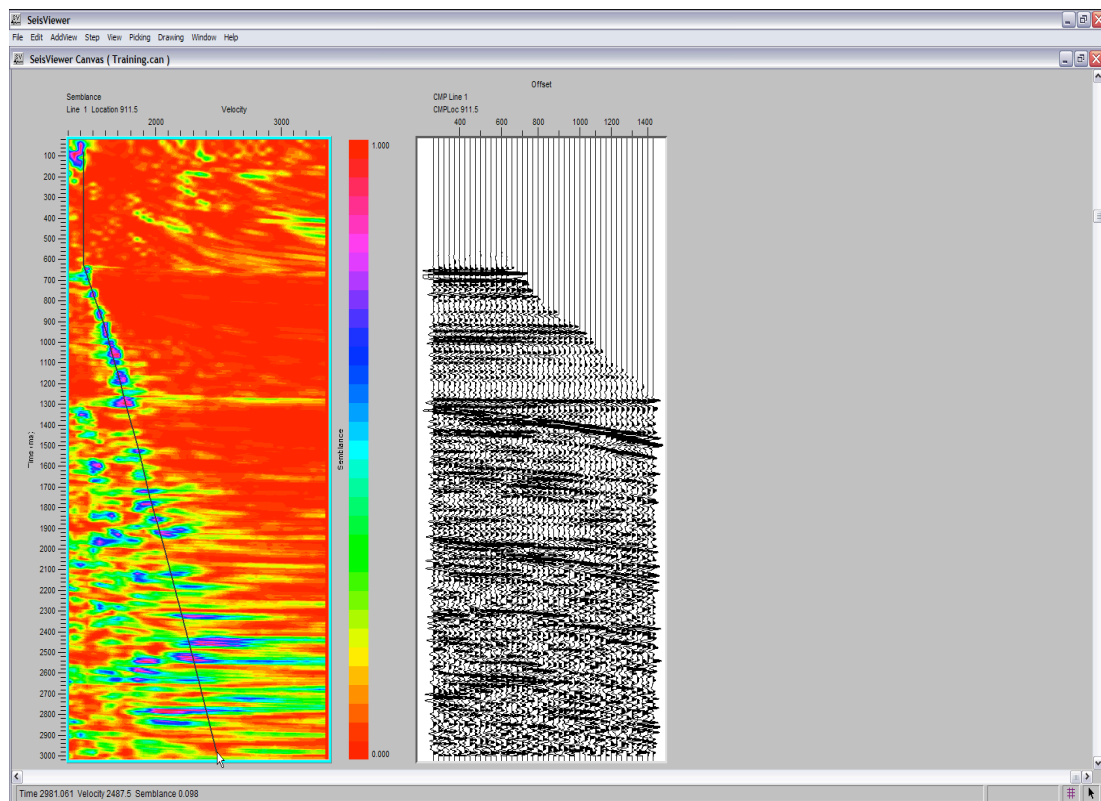 SeisViewer
File Edit AddView Step View Picking Drawing Window Help
SeisViewer Canvas ( Training.can )
Offset
Semblance
Line 1 Location 911.5
Velocity
2000 3000
CMP Line 1
CMPLoc 911.5
400 600 800 1000 1200 1400
Time (ms)
100
200
300
400
500
600
700
800
900
1000
1100
1200
1300
1400
1500
1600
1700
1800
1900
2000
2100
2200
2300
2400
2500
2600
2700
2800
2900
3000
1.000
Semblance
0.000
Time 2981.061 Velocity 2487.5 Semblance 0.098